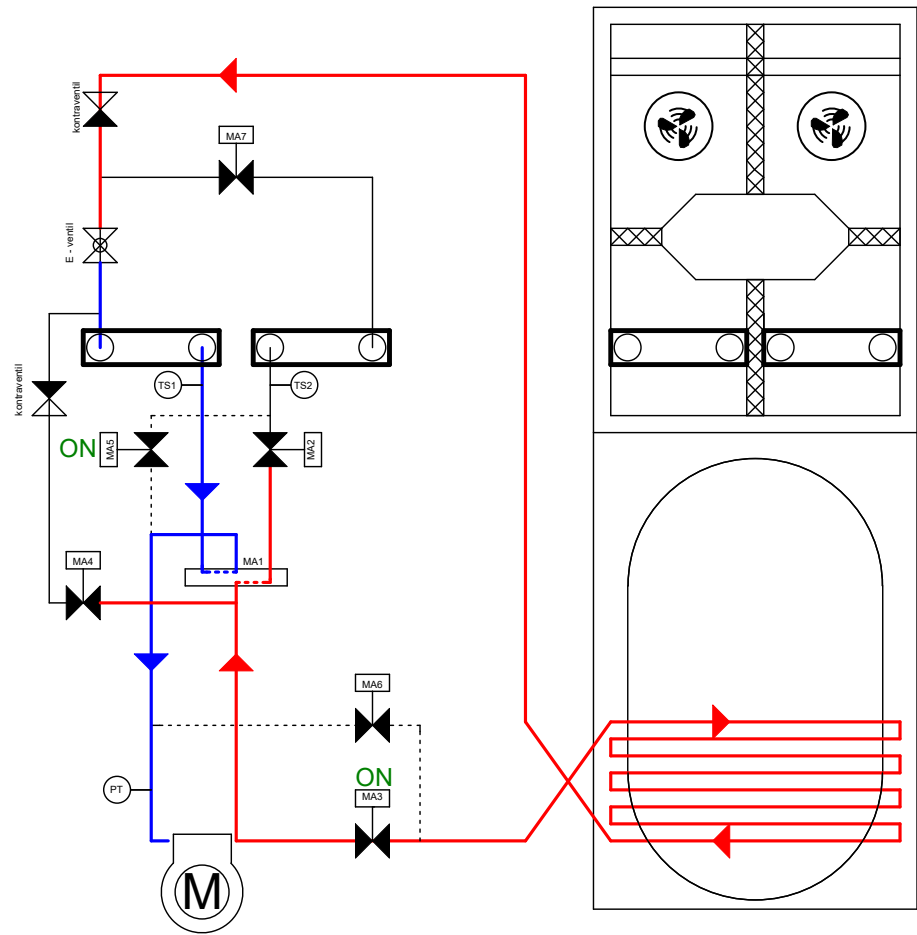 kontraventil
MA7
E - ventil
TS1
TS2
kontraventil
ON
MA5
MA2
MA1
MA4
MA6
ON
MA3
PT
M